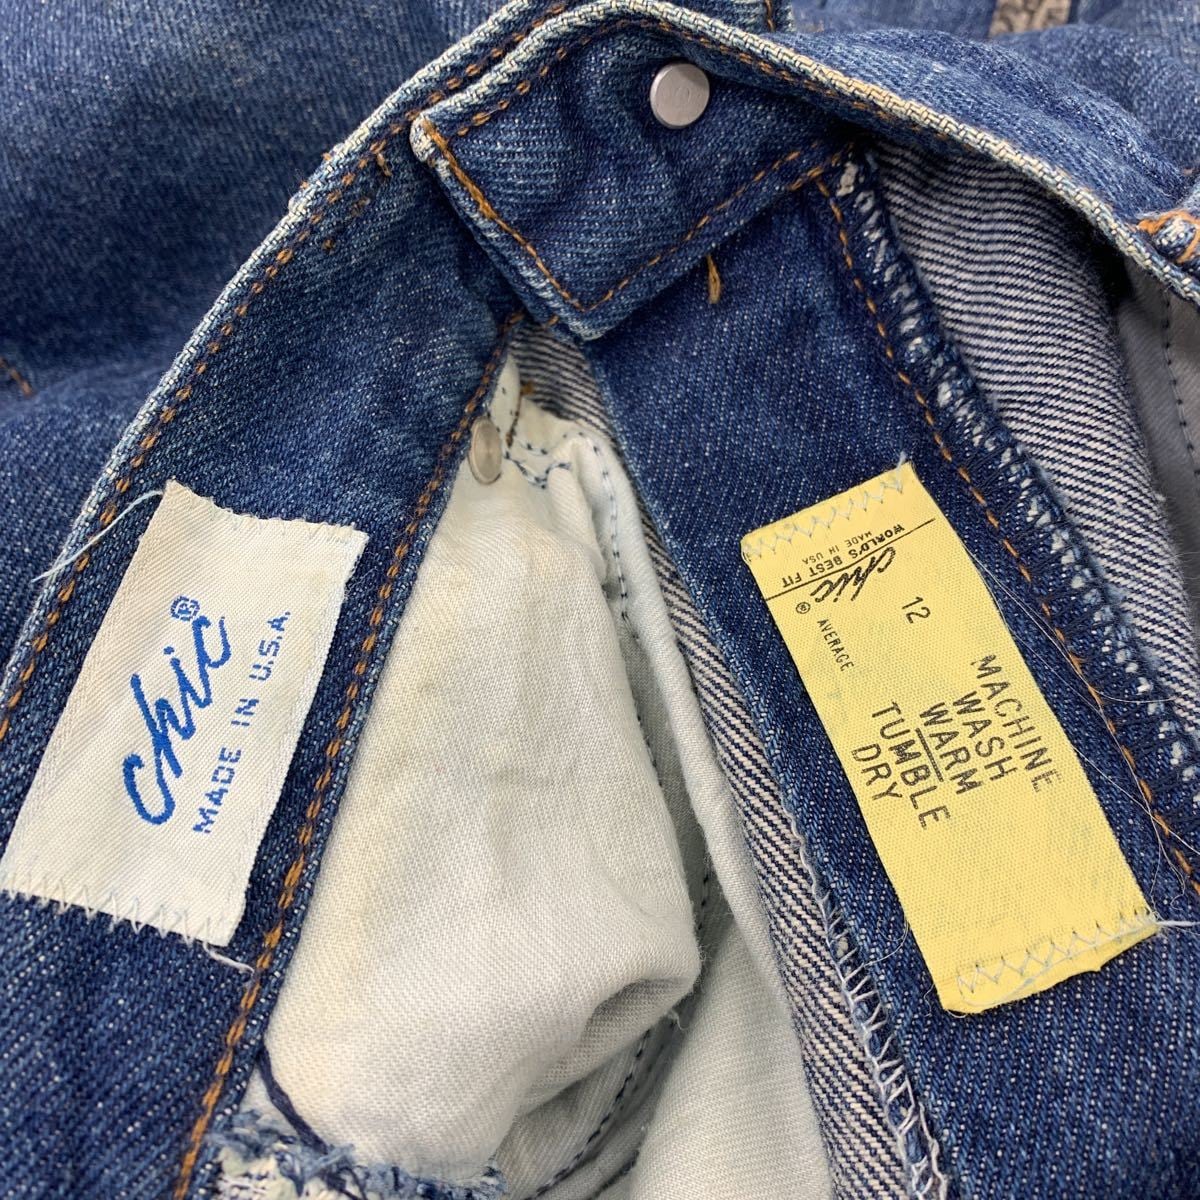 chic®
MADE IN U.S.A.
MADE IN USA
WORLD'S BEST FIT
chic®
12 AVERAGE
MACHINE
WASH
WARM
TUMBLE
DRY